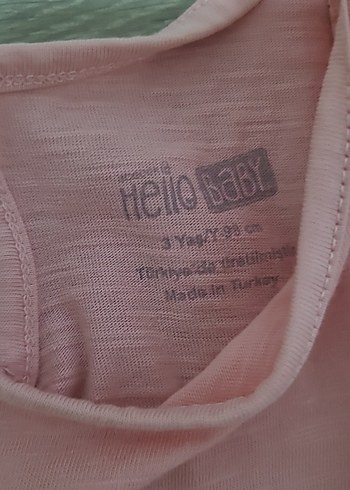 Hello BABY
3 Yaş/Y-98 cm
Türkiye'de üretilmiştir
Made in Turkey